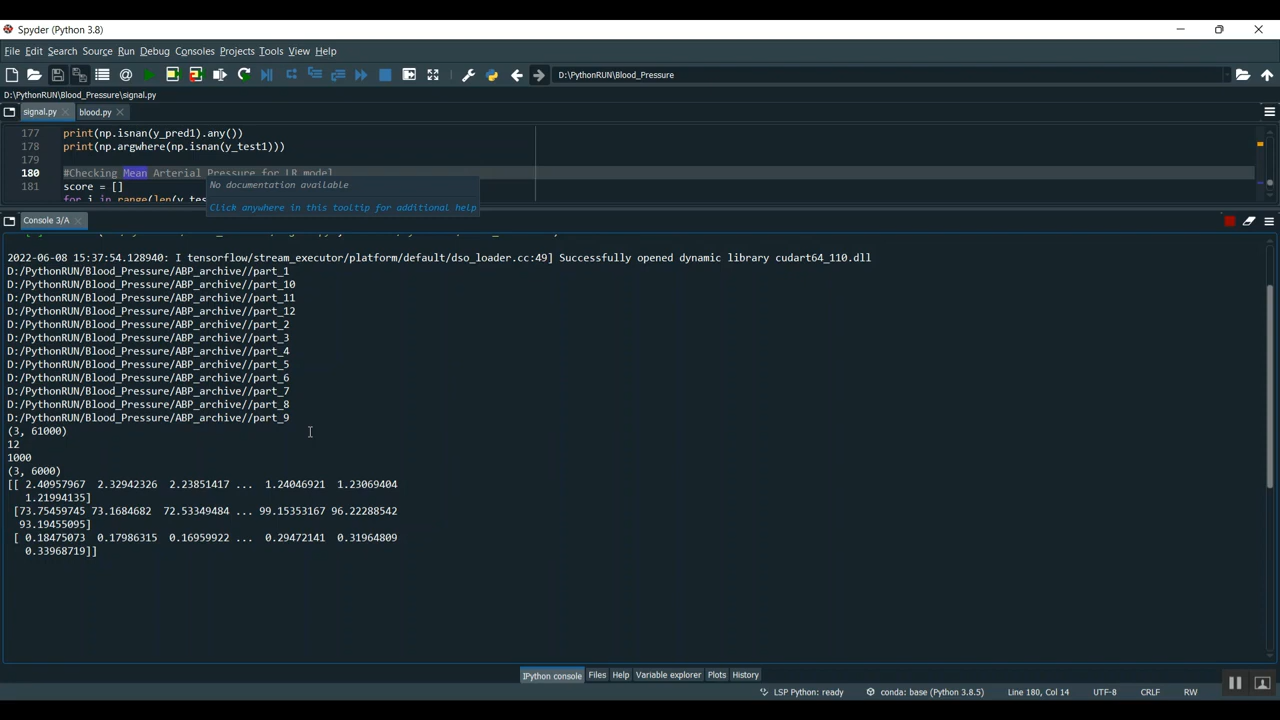 Spyder (Python 3.8)
File Edit Search Source Run Debug Consoles Projects Tools View Help
D:\PythonRUN\Blood_Pressure
D:\PythonRUN\Blood_Pressure\signal.py
signal.py blood.py
177 print(np.isnan(y_pred1).any())
178 print(np.argwhere(np.isnan(y_test1)))
179
180 #Checking Mean Arterial Pressure for LR model
181 score = []
No documentation available
for i in range(len(y_tes
Click anywhere in this tooltip for additional help
Console 3/A
2022-06-08 15:37:54.128940: I tensorflow/stream_executor/platform/default/dso_loader.cc:49] Successfully opened dynamic library cudart64_110.dll
D:/PythonRUN/Blood_Pressure/ABP_archive//part_1
D:/PythonRUN/Blood_Pressure/ABP_archive//part_10
D:/PythonRUN/Blood_Pressure/ABP_archive//part_11
D:/PythonRUN/Blood_Pressure/ABP_archive//part_12
D:/PythonRUN/Blood_Pressure/ABP_archive//part_2
D:/PythonRUN/Blood_Pressure/ABP_archive//part_3
D:/PythonRUN/Blood_Pressure/ABP_archive//part_4
D:/PythonRUN/Blood_Pressure/ABP_archive//part_5
D:/PythonRUN/Blood_Pressure/ABP_archive//part_6
D:/PythonRUN/Blood_Pressure/ABP_archive//part_7
D:/PythonRUN/Blood_Pressure/ABP_archive//part_8
D:/PythonRUN/Blood_Pressure/ABP_archive//part_9
(3, 61000)
12
1000
(3, 6000)
[[ 2.40957967 2.32942326 2.23851417 ... 1.24046921 1.23069404
1.21994135]
[73.75459745 73.1684682 72.53349484 ... 99.15353167 96.22288542
93.19455095]
[ 0.18475073 0.17986315 0.16959922 ... 0.29472141 0.31964809
0.33968719]]
IPython console Files Help Variable explorer Plots History
LSP Python: ready conda: base (Python 3.8.5) Line 180, Col 14 UTF-8 CRLF RW